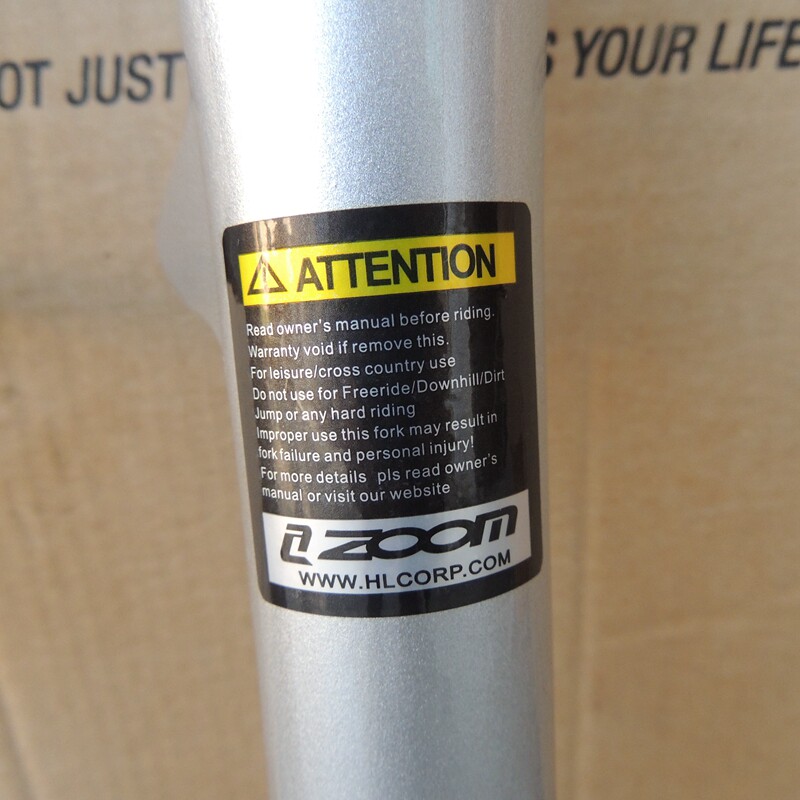 OT JUST
S YOUR LIFE
ATTENTION
Read owner's manual before riding.
Warranty void if remove this.
For leisure/cross country use
Do not use for Freeride/Downhill/Dirt
Jump or any hard riding
Improper use this fork may result in
fork failure and personal injury!
For more details pls read owner's
manual or visit our website
ZOOM
WWW.HLCORP.COM